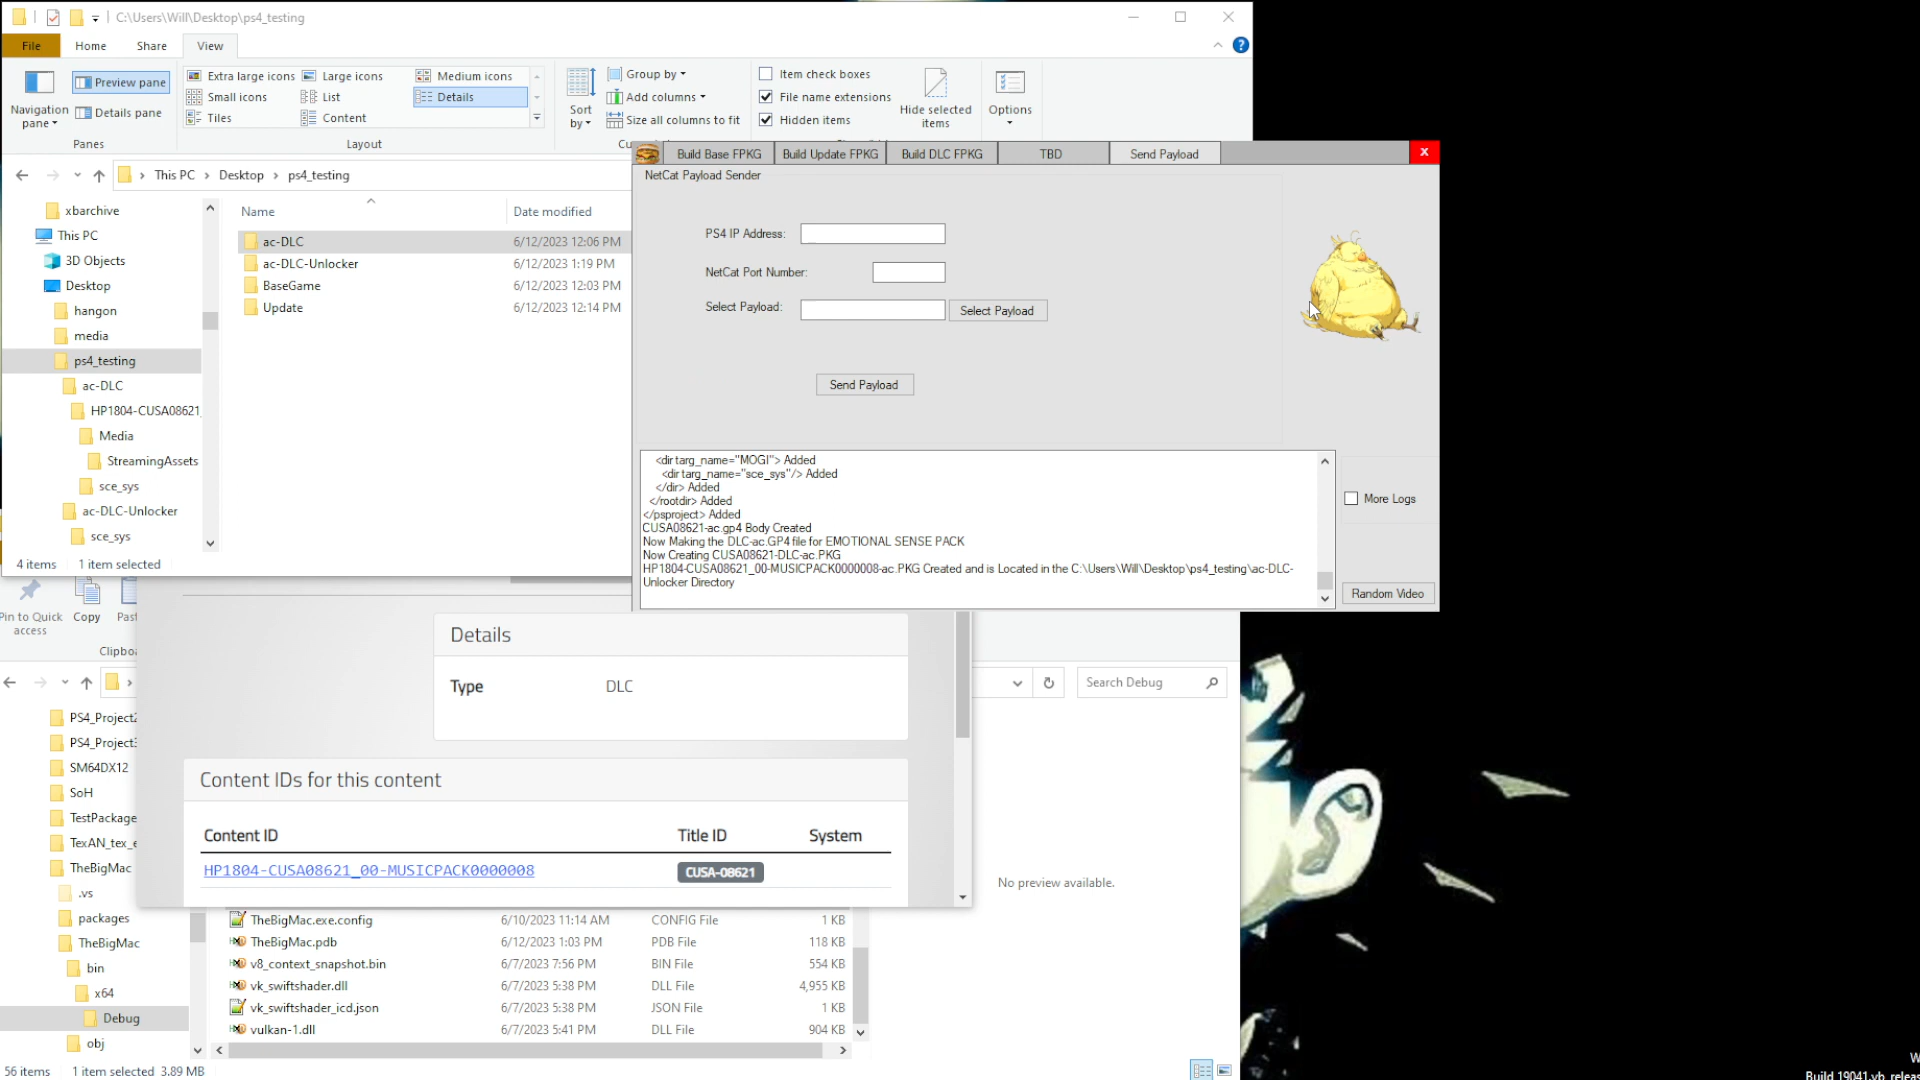 C:\Users\Will\Desktop\ps4_testing
File
Home
Share
View
Navigation
pane
Preview pane
Details pane
Panes
Extra large icons
Large icons
Medium icons
Small icons
List
Details
Tiles
Content
Layout
Sort
by
Group by
Add columns
Size all columns to fit
Item check boxes
File name extensions
Hidden items
Hide selected
items
Options
This PC
Desktop
ps4_testing
xbarchive
This PC
3D Objects
Desktop
hangon
media
ps4_testing
ac-DLC
HP1804-CUSA08621_
Media
StreamingAssets
sce_sys
ac-DLC-Unlocker
sce_sys
Name
Date modified
ac-DLC
6/12/2023 12:06 PM
ac-DLC-Unlocker
6/12/2023 1:19 PM
BaseGame
6/12/2023 12:03 PM
Update
6/12/2023 12:14 PM
4 items
1 item selected
Build Base FPKG
Build Update FPKG
Build DLC FPKG
TBD
Send Payload
X
NetCat Payload Sender
PS4 IP Address:
NetCat Port Number:
Select Payload:
Select Payload
Send Payload
<dir targ_name="MOGI"> Added
<dir targ_name="sce_sys"/> Added
</dir> Added
</rootdir> Added
</psproject> Added
CUSA08621-ac.gp4 Body Created
Now Making the DLC-ac.GP4 file for EMOTIONAL SENSE PACK
Now Creating CUSA08621-DLC-ac.PKG
HP1804-CUSA08621_00-MUSICPACK0000008-ac.PKG Created and is Located in the C:\Users\Will\Desktop\ps4_testing\ac-DLC-
Unlocker Directory
More Logs
Random Video
Pin to Quick
access
Copy
Past
Clipboa
Details
Type
DLC
Content IDs for this content
Content ID
Title ID
System
HP1804-CUSA08621_00-MUSICPACK0000008
CUSA-08621
Search Debug
PS4_Project2
PS4_Project3
SM64DX12
SoH
TestPackage
TexAN_tex_e
TheBigMac
.vs
packages
TheBigMac
bin
x64
Debug
obj
TheBigMac.exe.config
6/10/2023 11:14 AM
CONFIG File
1 KB
TheBigMac.pdb
6/12/2023 1:03 PM
PDB File
118 KB
v8_context_snapshot.bin
6/7/2023 7:56 PM
BIN File
554 KB
vk_swiftshader.dll
6/7/2023 5:38 PM
DLL File
4,955 KB
vk_swiftshader_icd.json
6/7/2023 5:38 PM
JSON File
1 KB
vulkan-1.dll
6/7/2023 5:41 PM
DLL File
904 KB
No preview available.
56 items
1 item selected 3.89 MB
W
Build 19041.vb_releas